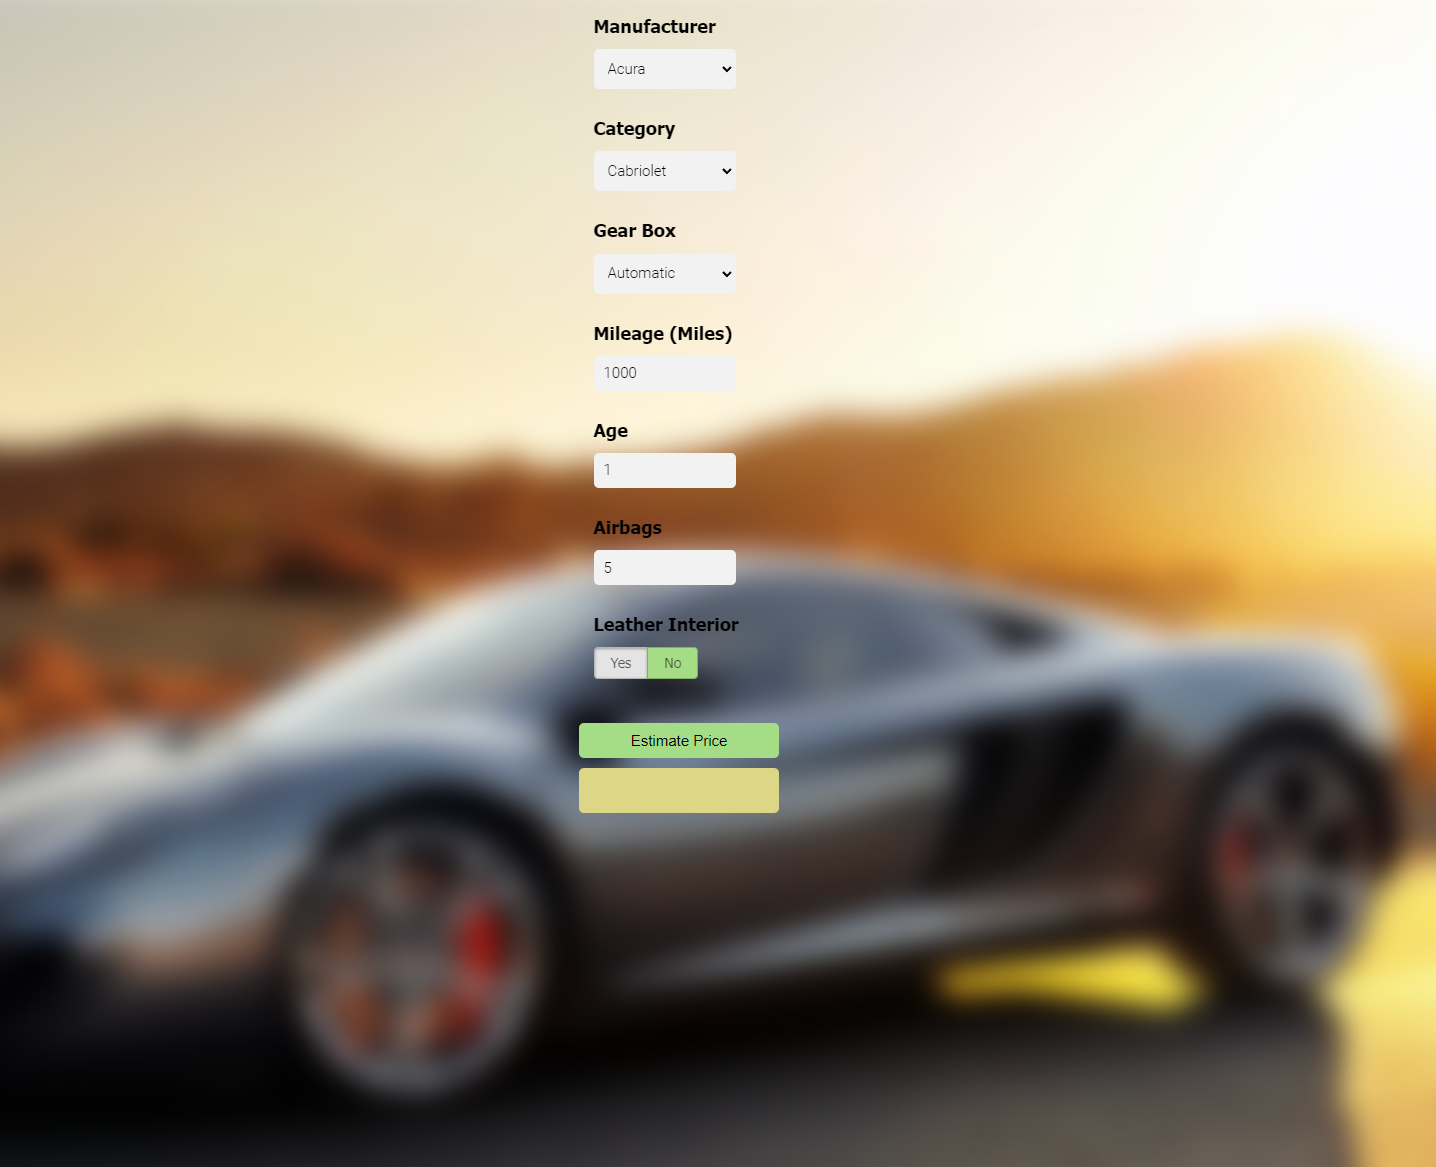 Manufacturer
Acura
Category
Cabriolet
Gear Box
Automatic
Mileage (Miles)
1000
Age
1
Airbags
5
Leather Interior
Yes No
Estimate Price